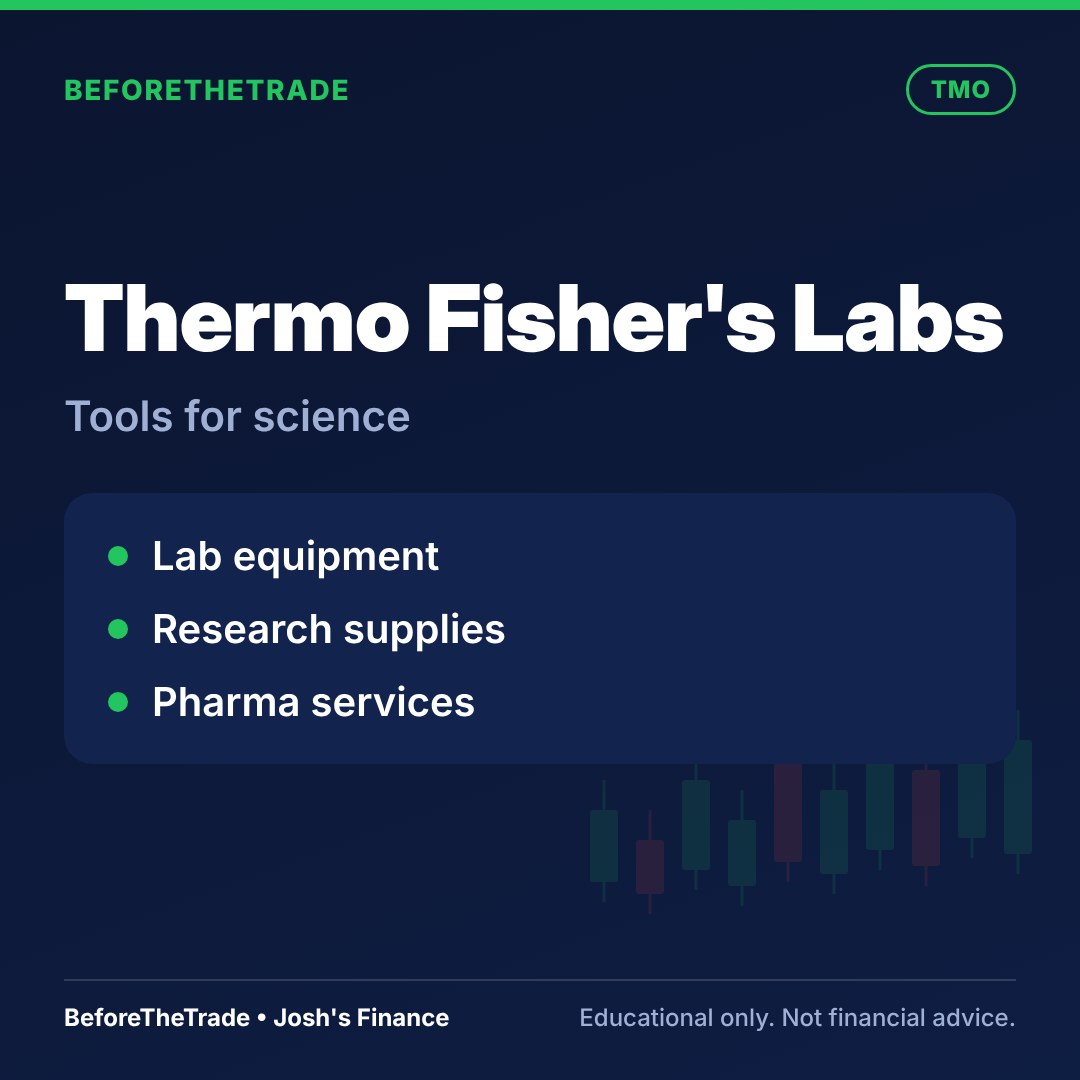 BEFORETHETRADE
TMO
Thermo Fisher's Labs
Tools for science
Lab equipment
Research supplies
Pharma services
BeforeTheTrade • Josh's Finance
Educational only. Not financial advice.